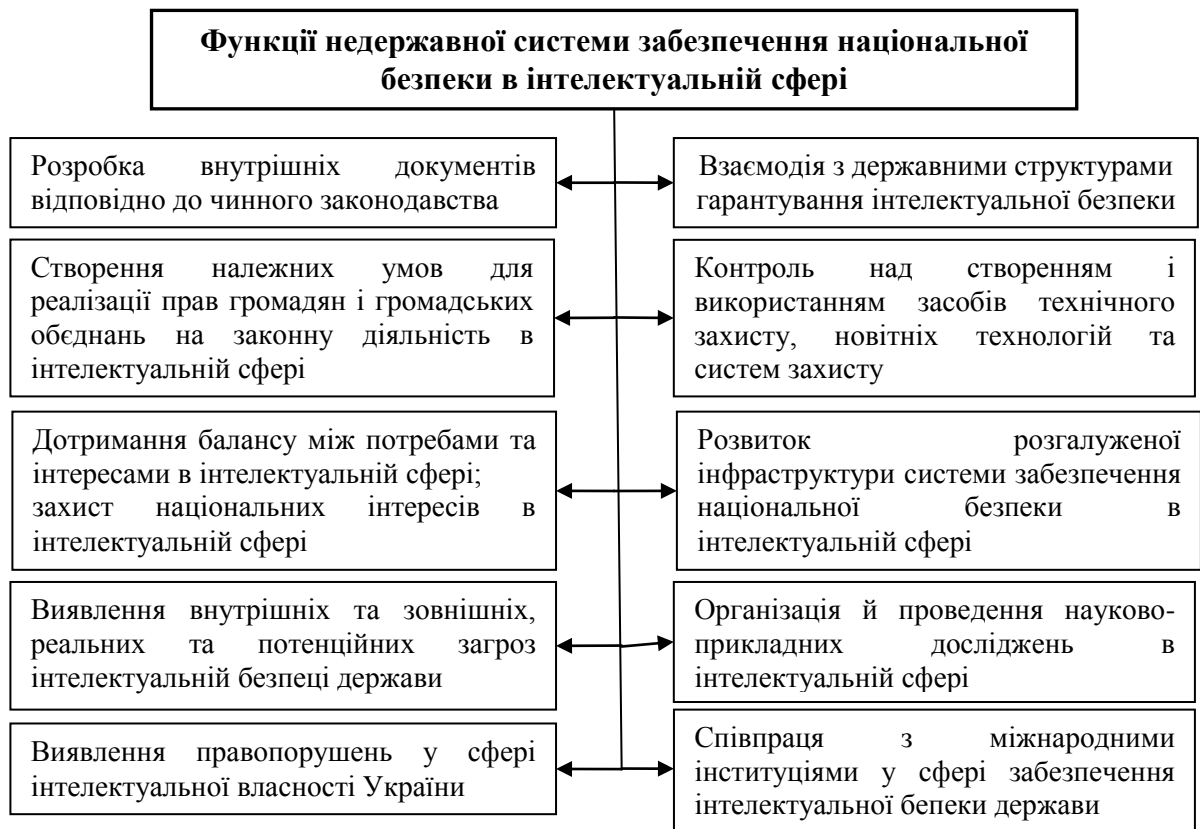 Функції недержавної системи забезпечення національної
безпеки в інтелектуальній сфері
Розробка внутрішніх документів
відповідно до чинного законодавства
Взаємодія з державними структурами
гарантування інтелектуальної безпеки
Створення належних умов для
реалізації прав громадян і громадських
обєднань на законну діяльність в
інтелектуальній сфері
Контроль над створенням і
використанням засобів технічного
захисту, новітніх технологій та
систем захисту
Дотримання балансу між потребами та
інтересами в інтелектуальній сфері;
захист національних інтересів в
інтелектуальній сфері
Розвиток розгалуженої
інфраструктури системи забезпечення
національної безпеки в
інтелектуальній сфері
Виявлення внутрішніх та зовнішніх,
реальних та потенційних загроз
інтелектуальній безпеці держави
Організація й проведення науково-
прикладних досліджень в
інтелектуальній сфері
Виявлення правопорушень у сфері
інтелектуальної власності України
Співпраця з міжнародними
інституціями у сфері забезпечення
інтелектуальної бепеки держави